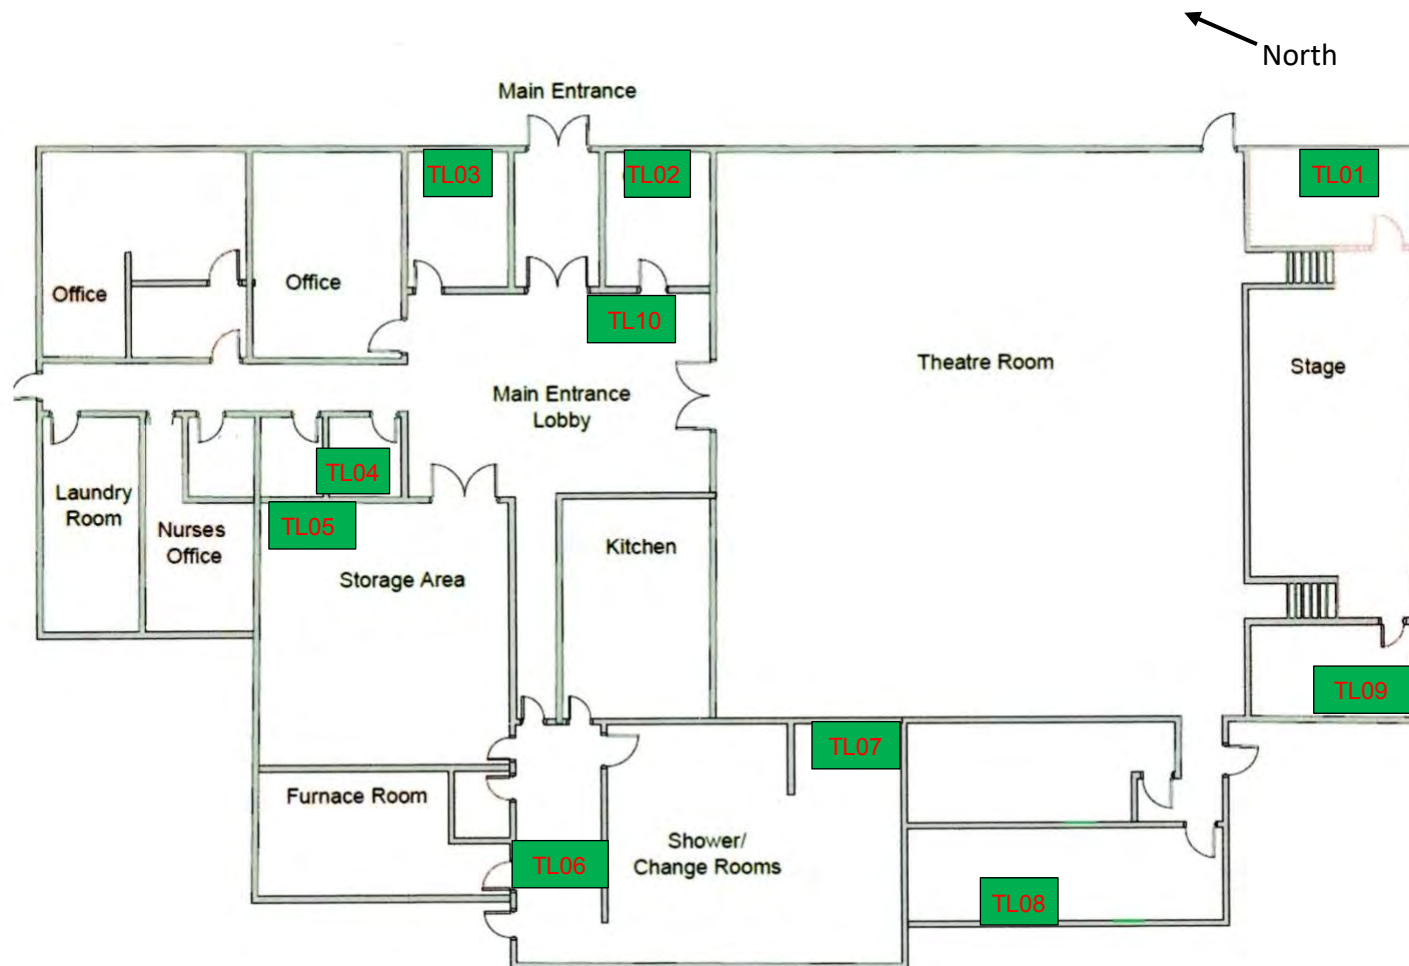 North
Main Entrance
TL03
TL02
TL01
Office
Office
TL10
Main Entrance
Lobby
Theatre Room
Stage
TL04
Laundry
Room
Nurses
Office
TL05
Storage Area
Kitchen
TL09
TL07
Furnace Room
Shower/
Change Rooms
TL06
TL08